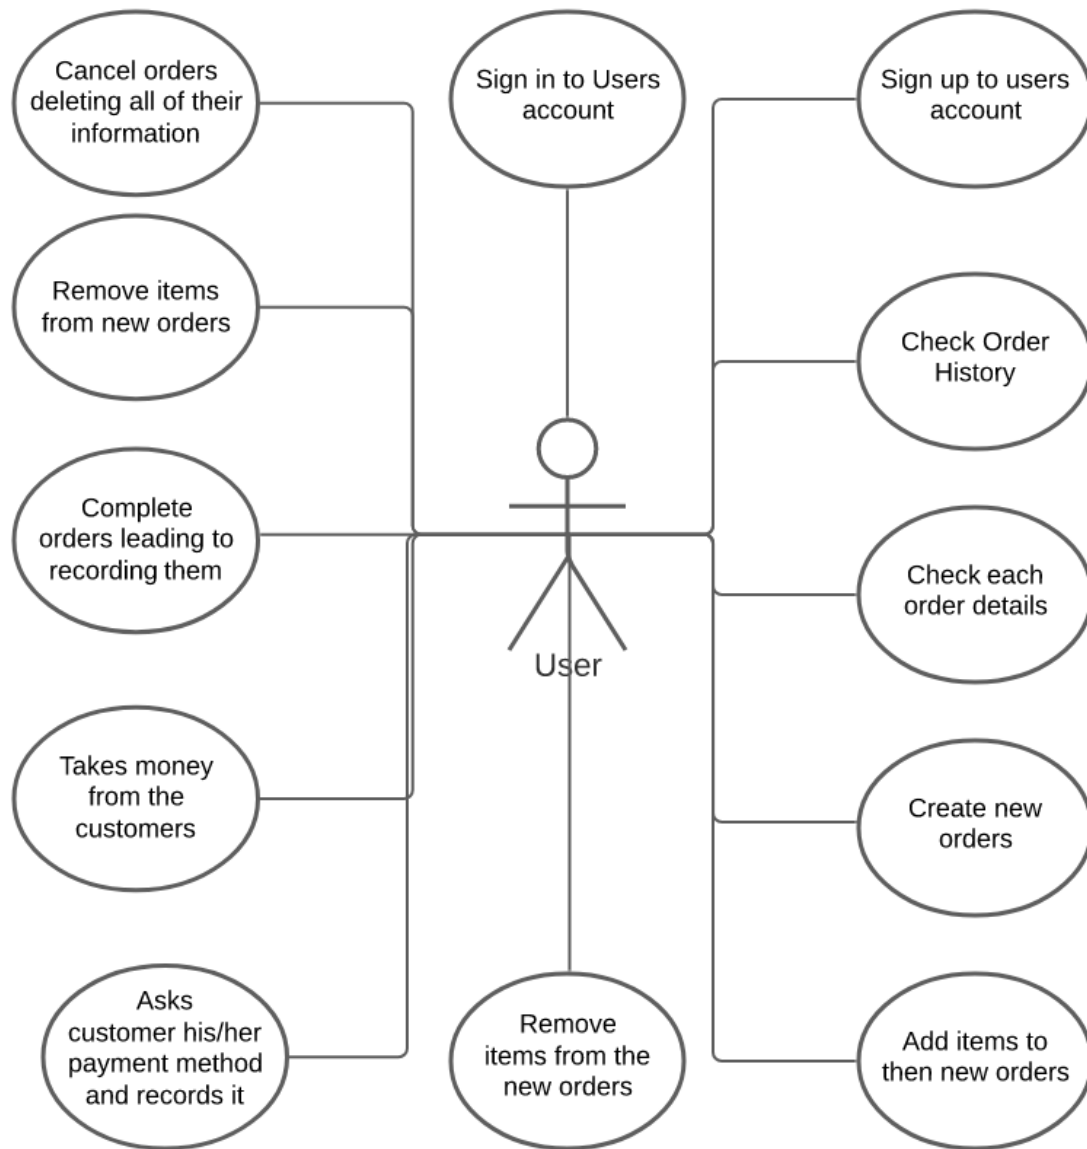 Cancel orders
deleting all of their
information
Sign in to Users
account
Sign up to users
account
Remove items
from new orders
Check Order
History
Complete
orders leading to
recording them
Check each
order details
User
Takes money
from the
customers
Create new
orders
Asks
customer his/her
payment method
and records it
Remove
items from the
new orders
Add items to
then new orders